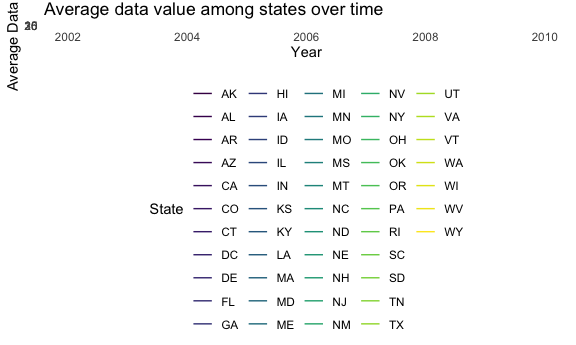 Average data value among states over time
Average Data
2002 2004 2006 2008 2010
Year
AK HI MI NV UT
AL IA MN NY VA
AR ID MO OH VT
AZ IL MS OK WA
CA IN MT OR WI
State CO KS NC PA WV
CT KY ND RI WY
DC LA NE SC
DE MA NH SD
FL MD NJ TN
GA ME NM TX